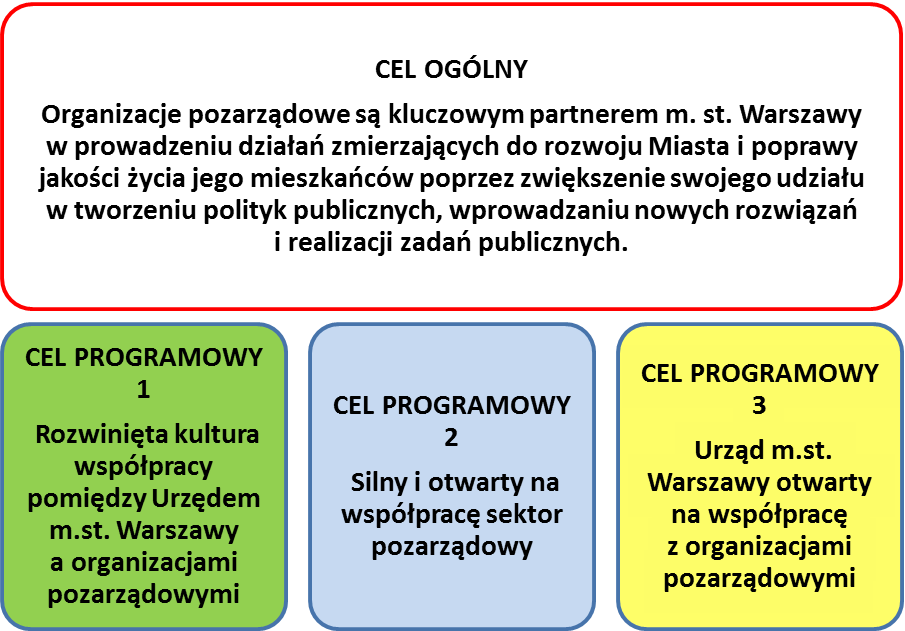 CEL OGÓLNY
Organizacje pozarządowe są kluczowym partnerem m. st. Warszawy
w prowadzeniu działań zmierzających do rozwoju Miasta i poprawy
jakości życia jego mieszkańców poprzez zwiększenie swojego udziału
w tworzeniu polityk publicznych, wprowadzaniu nowych rozwiązań
i realizacji zadań publicznych.
CEL PROGRAMOWY
1
Rozwinięta kultura
współpracy
pomiędzy Urzędem
m.st. Warszawy
a organizacjami
pozarządowymi
CEL PROGRAMOWY
2
Silny i otwarty na
współpracę sektor
pozarządowy
CEL PROGRAMOWY
3
Urząd m.st.
Warszawy otwarty
na współpracę
z organizacjami
pozarządowymi